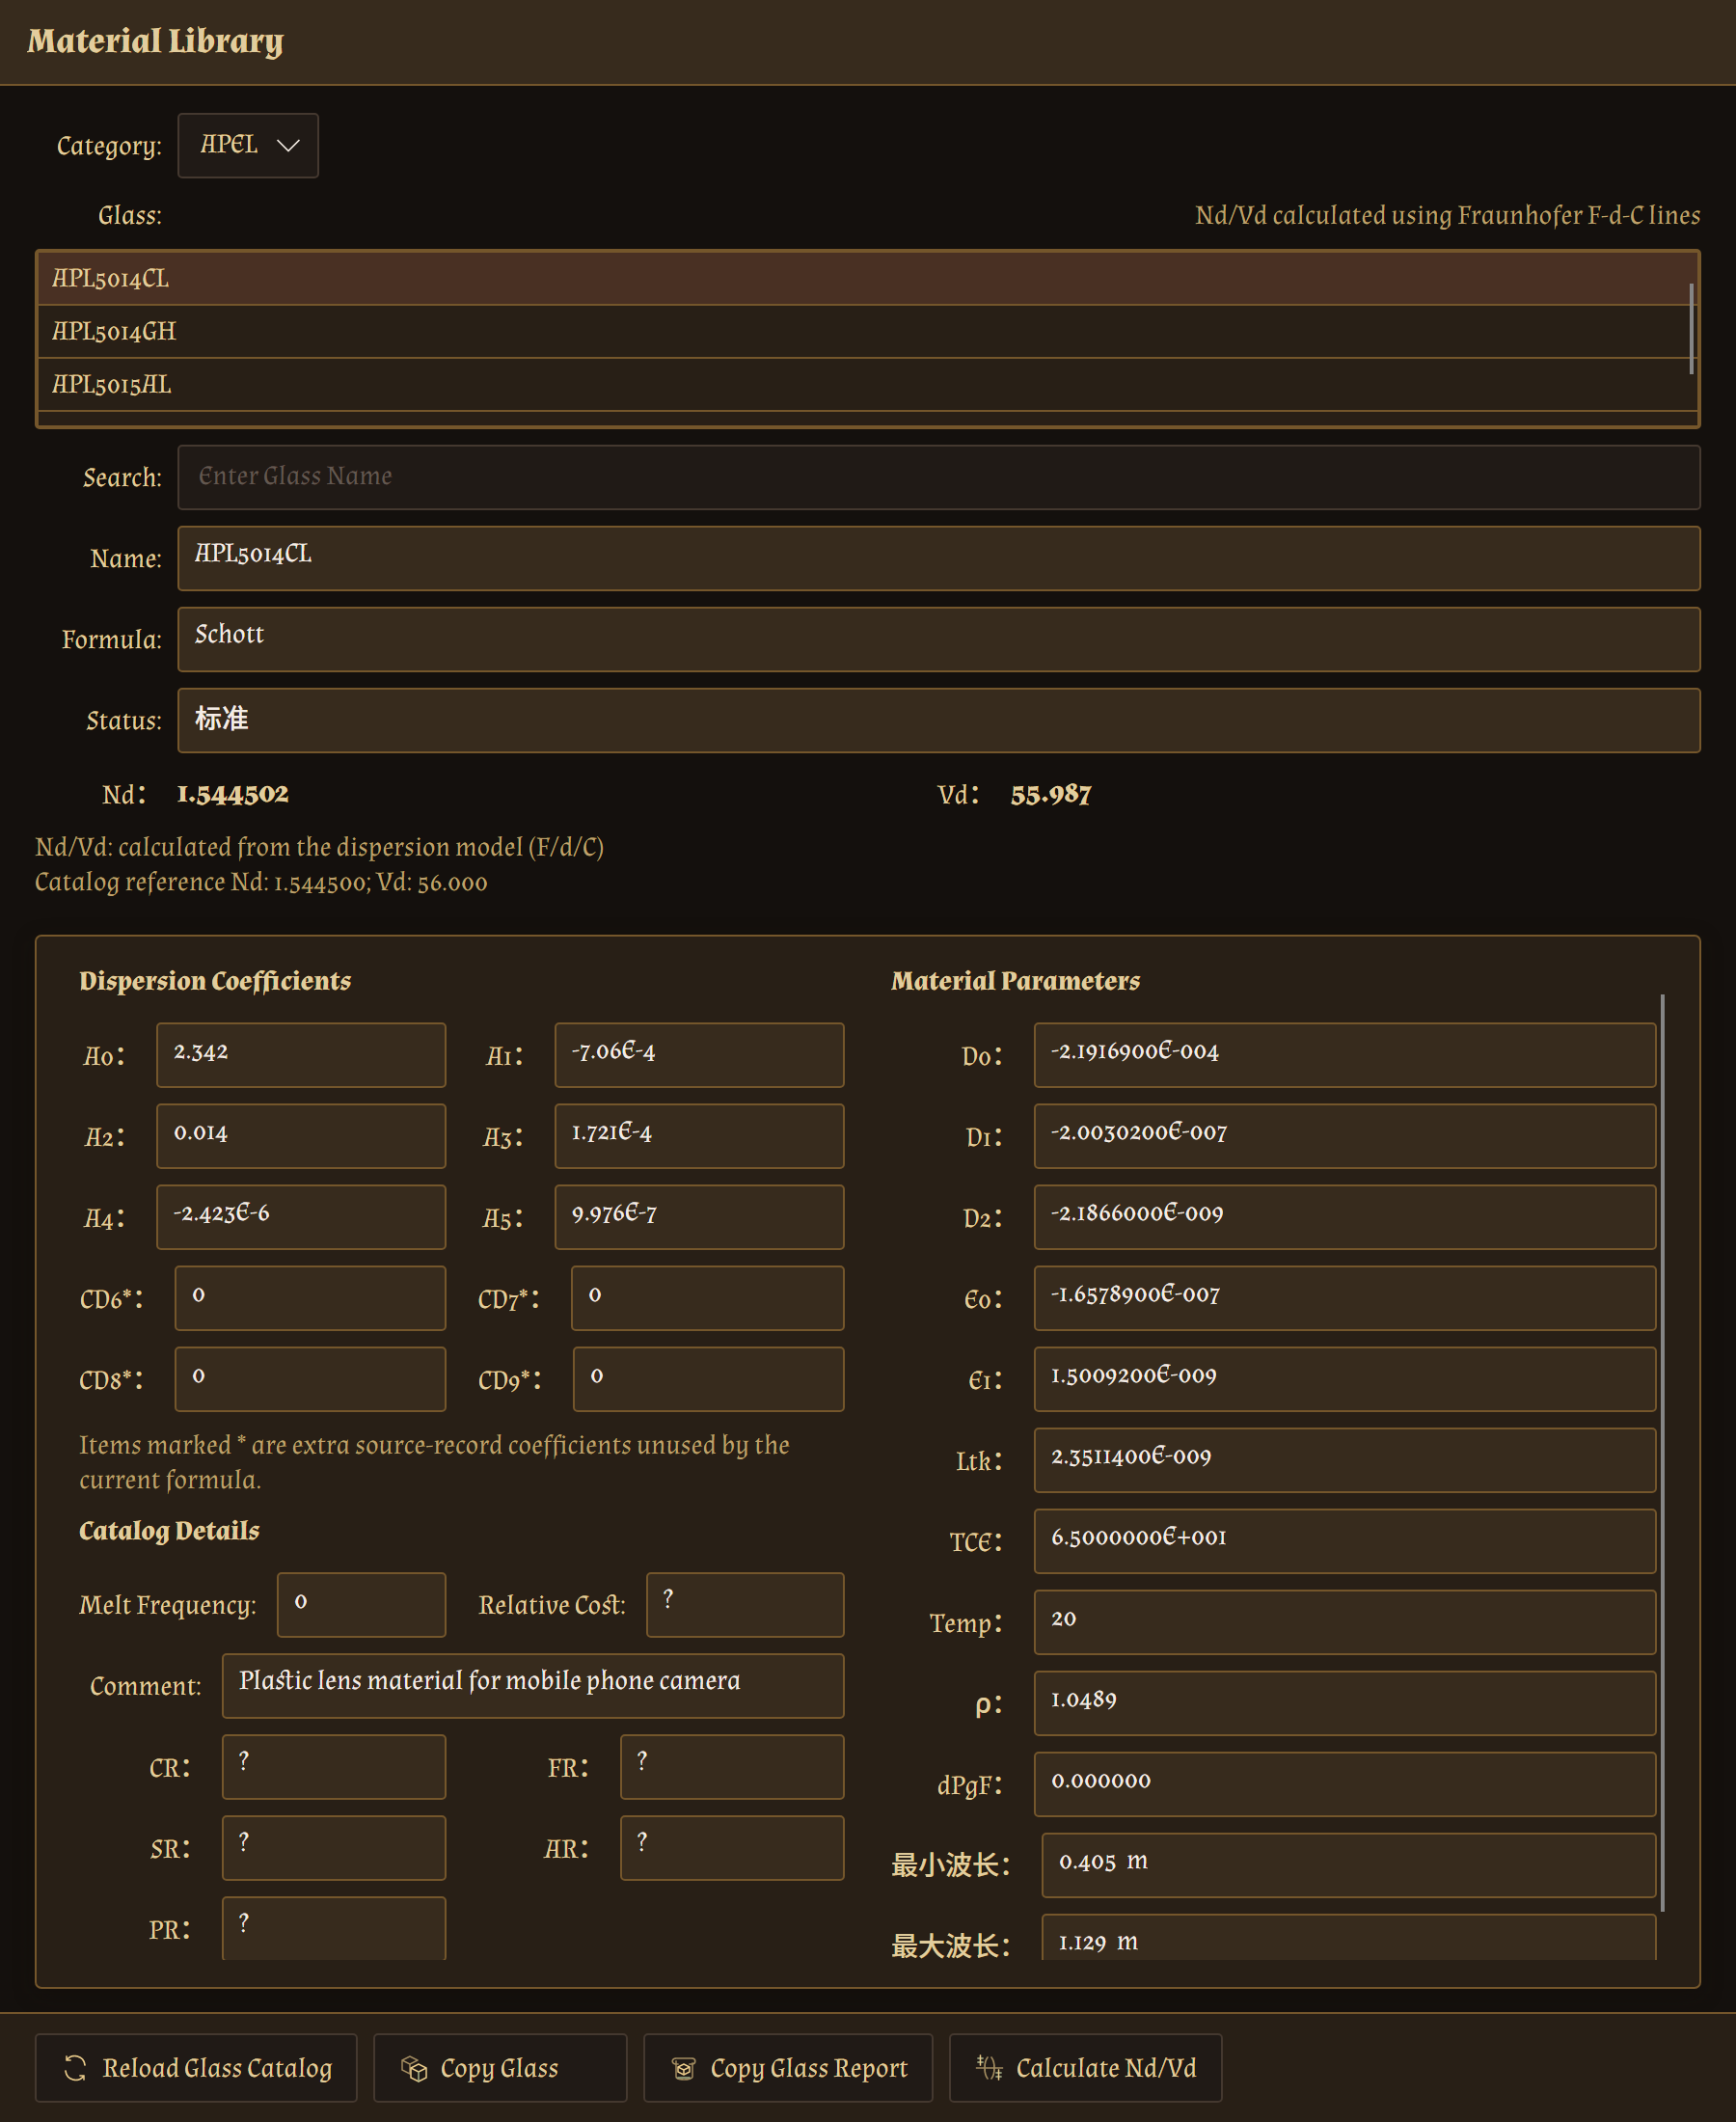 Material Library
Category: APEL
Glass: Nd/Vd calculated using Fraunhofer F-d-C lines
APL5014CL
APL5014GH
APL5015AL
Search: Enter Glass Name
Name: APL5014CL
Formula: Schott
Status: 标准
Nd: 1.544502 Vd: 55.987
Nd/Vd: calculated from the dispersion model (F/d/C)
Catalog reference Nd: 1.544500; Vd: 56.000
Dispersion Coefficients
A0: 2.342 A1: -7.06E-4
A2: 0.014 A3: 1.721E-4
A4: -2.423E-6 A5: 9.976E-7
CD6*: 0 CD7*: 0
CD8*: 0 CD9*: 0
Items marked * are extra source-record coefficients unused by the
current formula.
Catalog Details
Melt Frequency: 0 Relative Cost: ?
Comment: Plastic lens material for mobile phone camera
CR: ? FR: ?
SR: ? AR: ?
PR: ?
Material Parameters
D0: -2.1916900E-004
D1: -2.0030200E-007
D2: -2.1866000E-009
E0: -1.6578900E-007
E1: 1.5009200E-009
Ltk: 2.3511400E-009
TCE: 6.5000000E+001
Temp: 20
ρ: 1.0489
dPgF: 0.000000
最小波长: 0.405 m
最大波长: 1.129 m
Reload Glass Catalog Copy Glass Copy Glass Report Calculate Nd/Vd